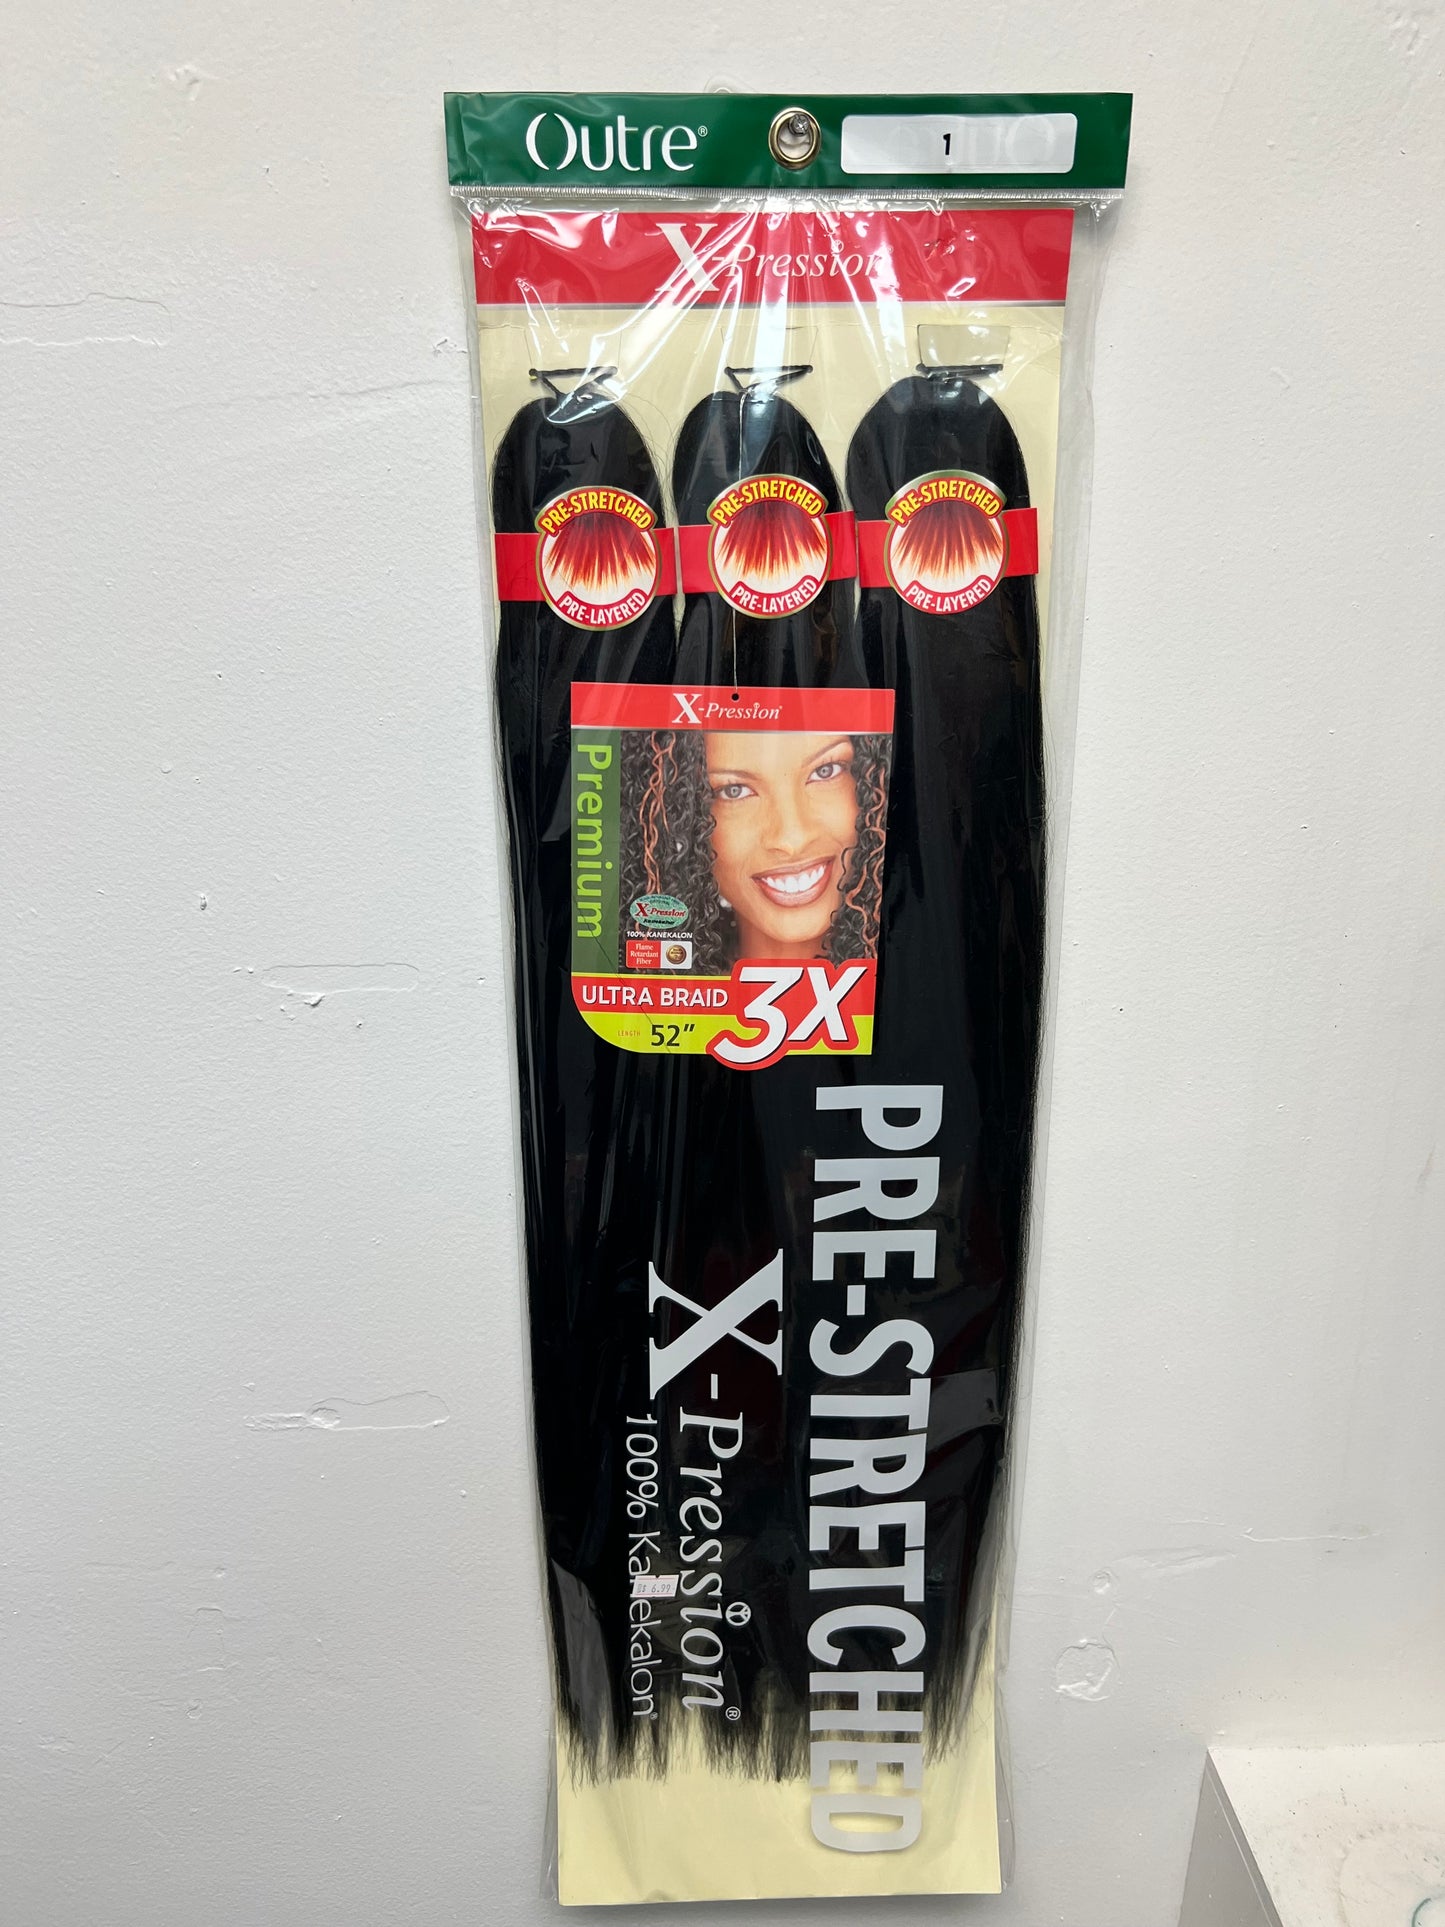 Outre®
1
X-Pression
PRE-STRETCHED
PRE-LAYERED
PRE-STRETCHED
PRE-LAYERED
PRE-STRETCHED
PRE-LAYERED
X-Pression®
Premium
X-Pression
100% KANEKALON
Flame
Retardant
Fiber
ULTRA BRAID
3X
LENGTH 52"
PRE-STRETCHED
X-Pression®
100% Kanekalon®
6.99